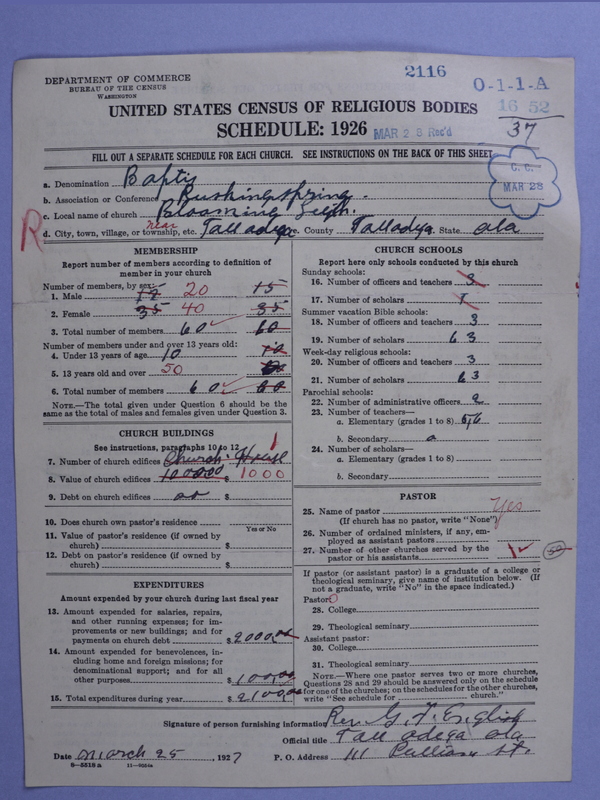 2116
DEPARTMENT OF COMMERCE
BUREAU OF THE CENSUS
WASHINGTON
0-1-1-A
16 52
37
UNITED STATES CENSUS OF RELIGIOUS BODIES
SCHEDULE: 1926
MAR 28 Rec'd
FILL OUT A SEPARATE SCHEDULE FOR EACH CHURCH. SEE INSTRUCTIONS ON THE BACK OF THIS SHEET
C. C.
MAR 28
a. Denomination Baptis
b. Association or Conference Rushing Spring
c. Local name of church Blooming
R
near
d. City, town, village, or township, etc. Talladega County Talladega State ala
MEMBERSHIP
Report number of members according to definition of
member in your church
Number of members, by sex:
1. Male 20 15
2. Female 35 40 35
3. Total number of members 60 60
Number of members under and over 13 years old:
4. Under 13 years of age 10 10
5. 13 years old and over 50
6. Total number of members 60 60
NOTE.—The total given under Question 6 should be the
same as the total of males and females given under Question 3.
CHURCH BUILDINGS
See instructions, paragraphs 10 to 12
1
7. Number of church edifices Church House
8. Value of church edifices $ 1000
9. Debt on church edifices $
10. Does church own pastor's residence
Yes or No
11. Value of pastor's residence (if owned by
church) $
12. Debt on pastor's residence (if owned by
church) $
EXPENDITURES
Amount expended by your church during last fiscal year
13. Amount expended for salaries, repairs,
and other running expenses; for im-
provements or new buildings; and for
payments on church debt $ 2000.00
14. Amount expended for benevolences, in-
cluding home and foreign missions; for
denominational support; and for all
other purposes $ 100.00
15. Total expenditures during year $ 2100.00
CHURCH SCHOOLS
Report here only schools conducted by this church
Sunday schools:
16. Number of officers and teachers 3
17. Number of scholars
Summer vacation Bible schools:
18. Number of officers and teachers 3
19. Number of scholars 63
Week-day religious schools:
20. Number of officers and teachers 3
21. Number of scholars 63
Parochial schools:
22. Number of administrative officers 2
23. Number of teachers—
a. Elementary (grades 1 to 8) 5,6
b. Secondary
24. Number of scholars—
a. Elementary (grades 1 to 8)
b. Secondary
PASTOR
25. Name of pastor Yes
(If church has no pastor, write "None")
26. Number of ordained ministers, if any, em-
ployed as assistant pastors
27. Number of other churches served by the
pastor or his assistants
If pastor (or assistant pastor) is a graduate of a college or
theological seminary, give name of institution below. (If
not a graduate, write "No" in the space indicated.)
Pastor:
28. College
29. Theological seminary
Assistant pastor:
30. College
31. Theological seminary
NOTE.—Where one pastor serves two or more churches,
Questions 28 and 29 should be answered only on the schedule
for one of the churches; on the schedules for the other churches,
write "See schedule for church."
Signature of person furnishing information Rev. G. T. English
Official title Talladega ala
Date March 25, 1927 P. O. Address 111 Pulliam St.
8—5518 a